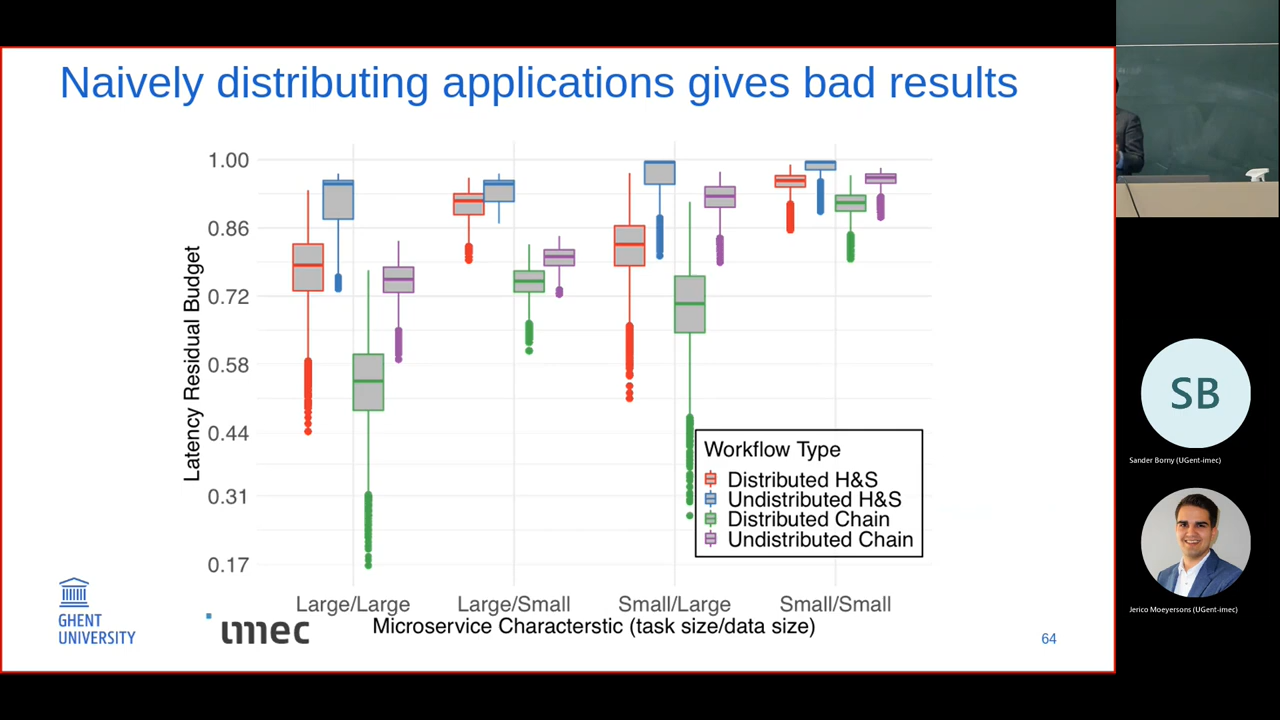 Naively distributing applications gives bad results
Latency Residual Budget
1.00
0.86
0.72
0.58
0.44
0.31
0.17
Workflow Type
Distributed H&S
Undistributed H&S
Distributed Chain
Undistributed Chain
Large/Large
Large/Small
Small/Large
Small/Small
Microservice Characterstic (task size/data size)
GHENT
UNIVERSITY
imec
64
SB
Sander Borny (UGent-imec)
Jerico Moeyersons (UGent-imec)